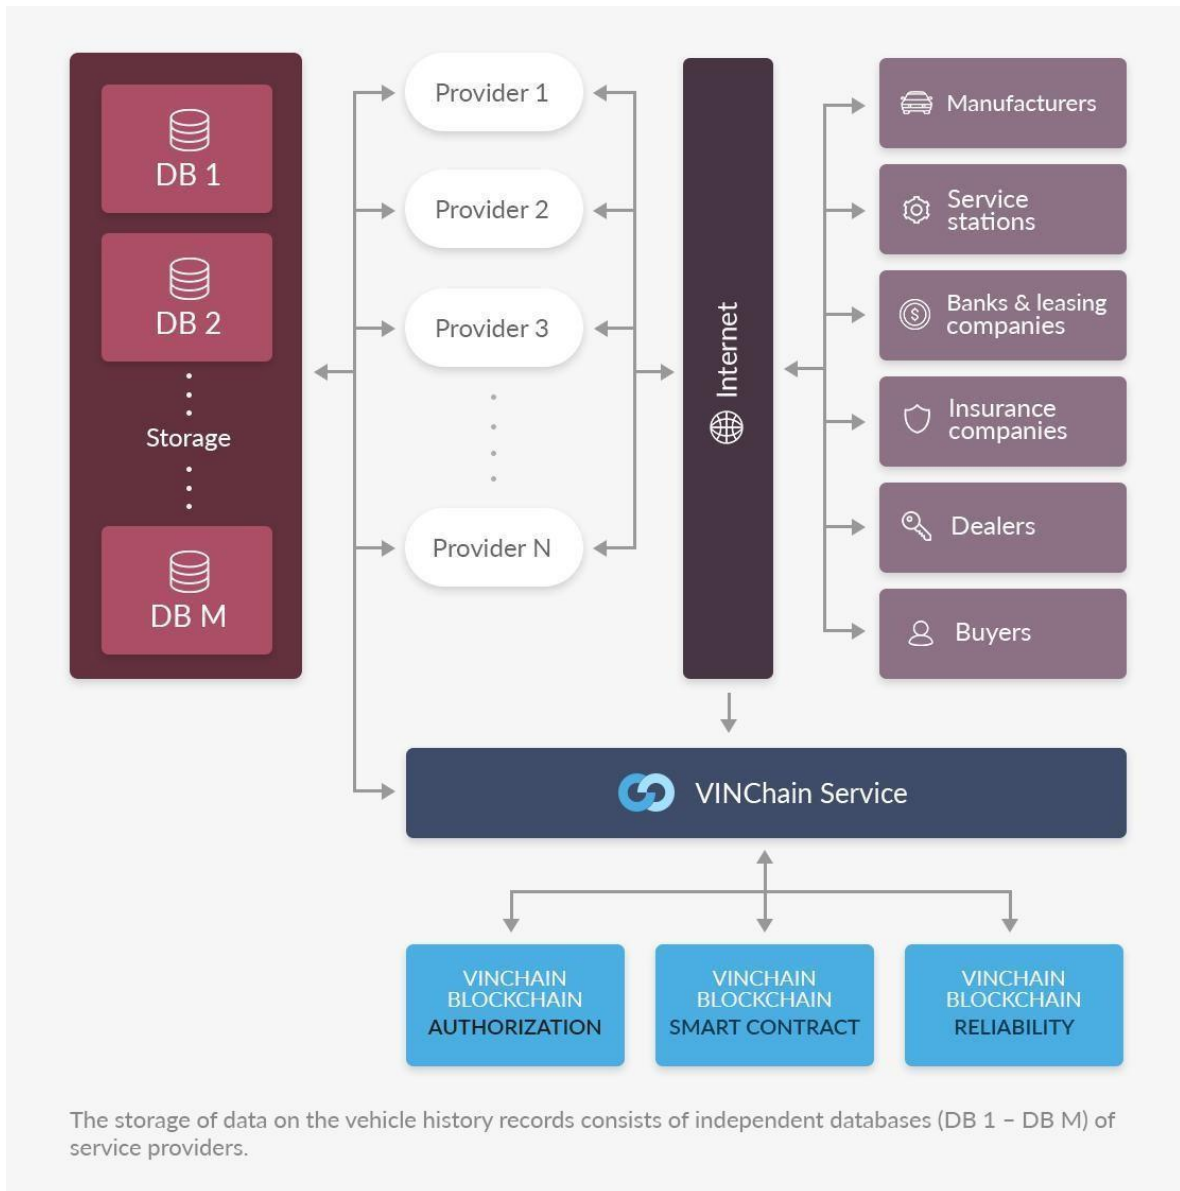 DB 1
DB 2
Storage
DB M
Provider 1
Provider 2
Provider 3
Provider N
Internet
Manufacturers
Service
stations
Banks & leasing
companies
Insurance
companies
Dealers
Buyers
VINChain Service
VINCHAIN
BLOCKCHAIN
AUTHORIZATION
VINCHAIN
BLOCKCHAIN
SMART CONTRACT
VINCHAIN
BLOCKCHAIN
RELIABILITY
The storage of data on the vehicle history records consists of independent databases (DB 1 – DB M) of
service providers.